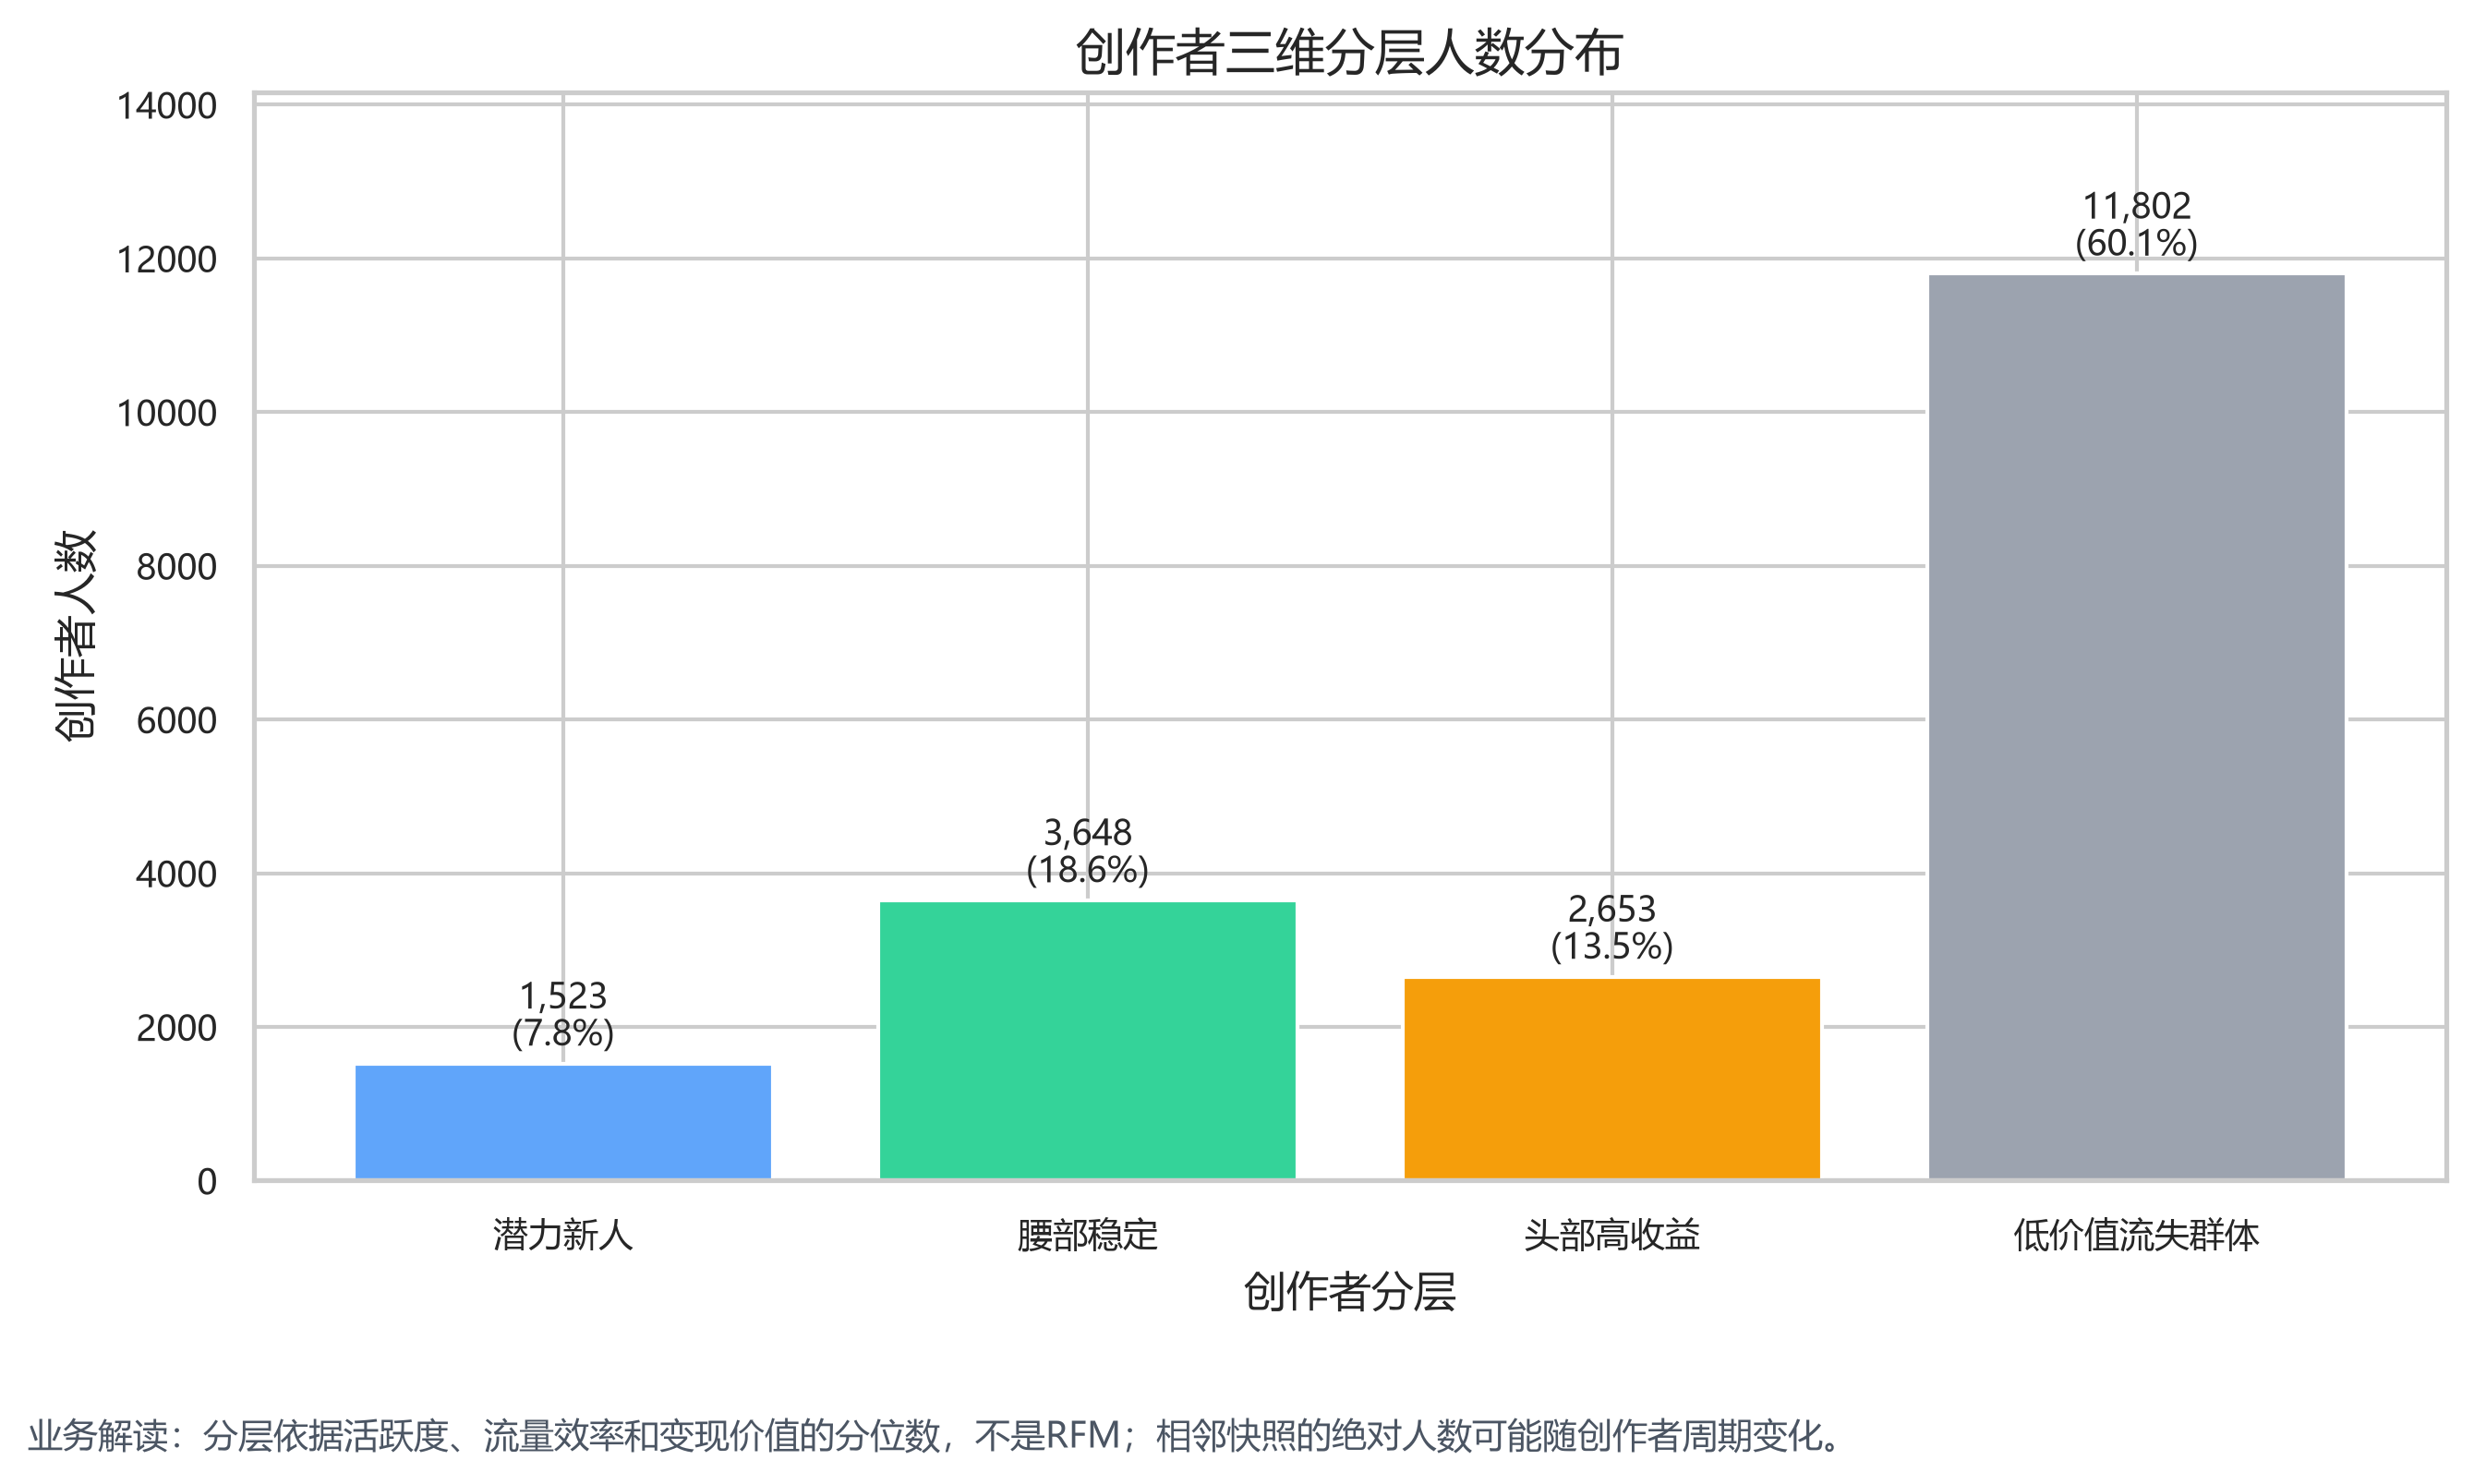 创作者三维分层人数分布
14000
12000
10000
8000
6000
4000
2000
0
创作者人数
1,523
(7.8%)
3,648
(18.6%)
2,653
(13.5%)
11,802
(60.1%)
潜力新人
腰部稳定
头部高收益
低价值流失群体
创作者分层
业务解读：分层依据活跃度、流量效率和变现价值的分位数，不是RFM；相邻快照的绝对人数可能随创作者周期变化。